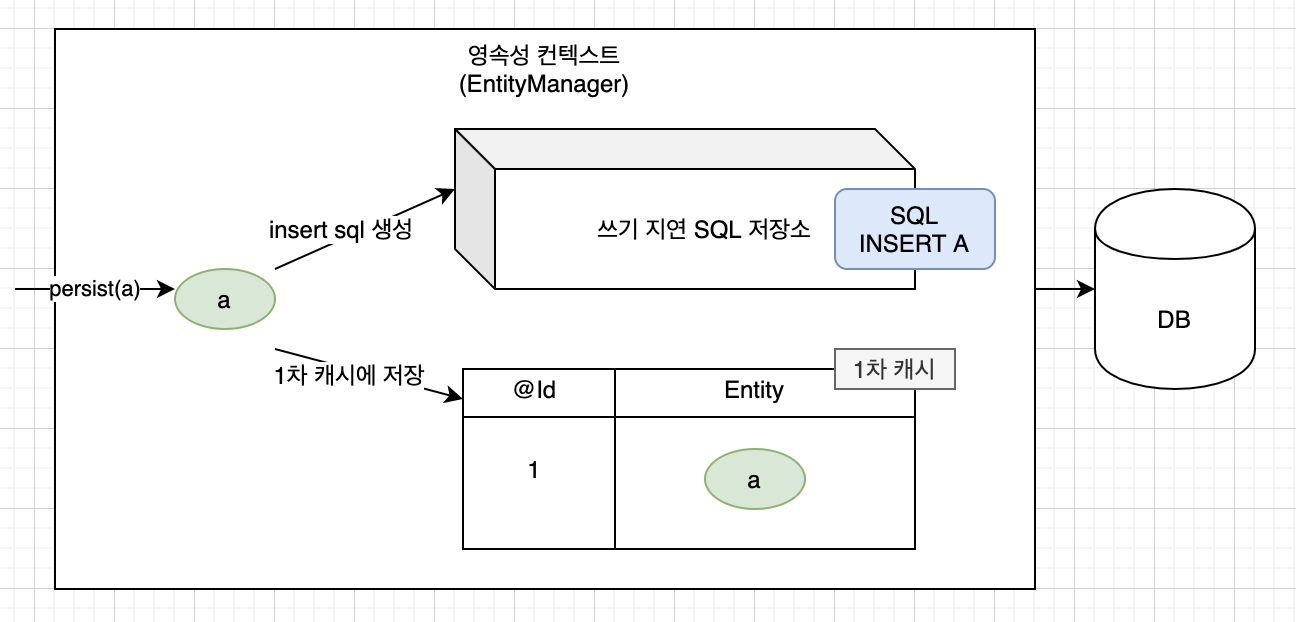 영속성 컨텍스트
(EntityManager)
insert sql 생성
쓰기 지연 SQL 저장소
SQL
INSERT A
persist(a)
a
DB
1차 캐시에 저장
1차 캐시
@Id
Entity
1
a